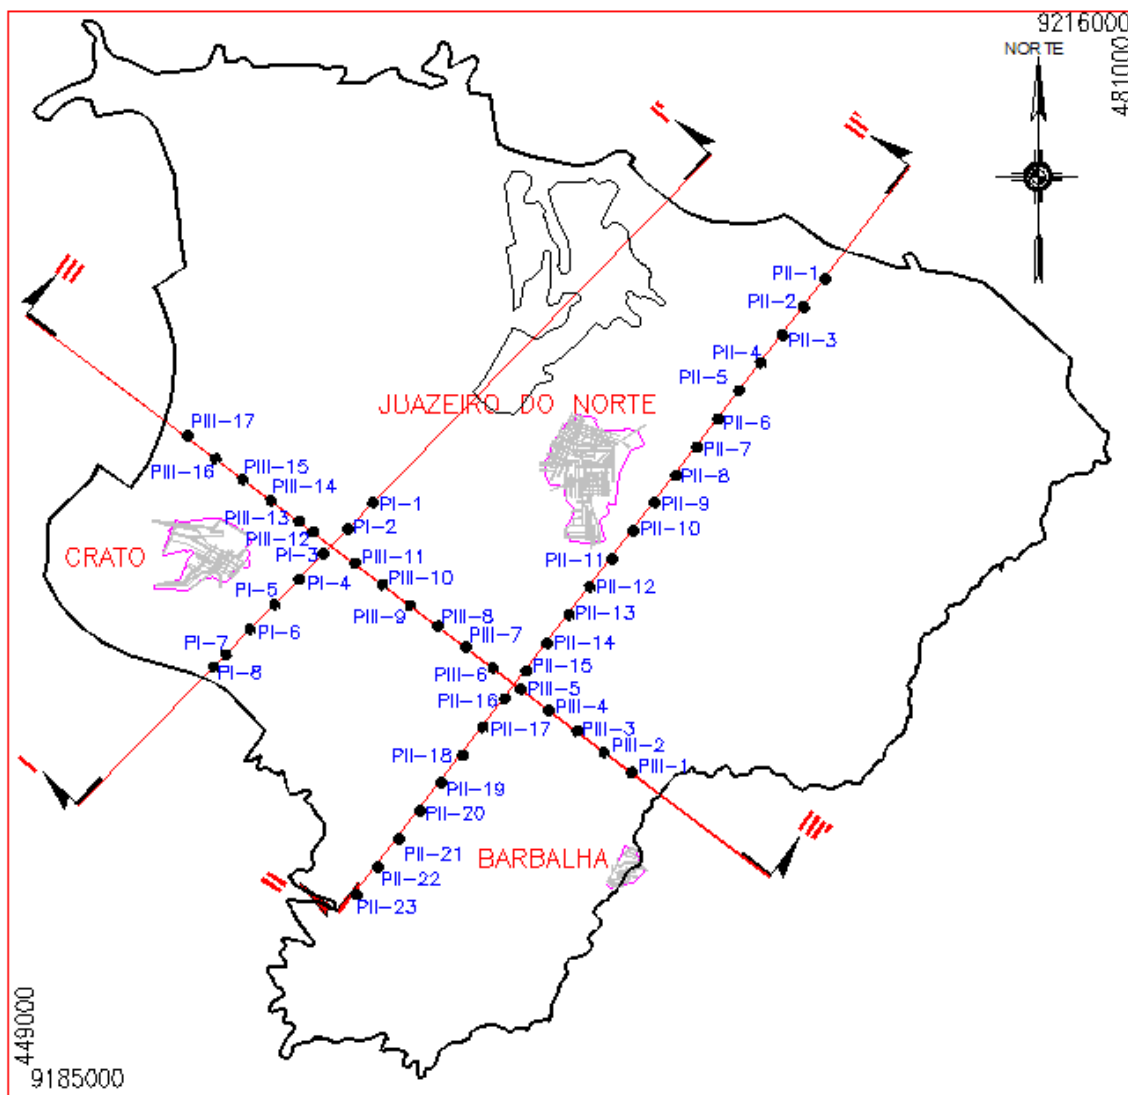 9216000
NORTE
481000
I'
II'
III
PII-1
PII-2
PII-3
PII-4
PII-5
JUAZEIRO DO NORTE
PII-6
PIII-17
PII-7
PIII-16
PIII-15
PII-8
PIII-14
PI-1
PII-9
PIII-13
PI-2
PII-10
PIII-12
CRATO
PI-3
PIII-11
PII-11
PI-4
PIII-10
PII-12
PI-5
PIII-9
PIII-8
PII-13
PI-6
PIII-7
PII-14
PI-7
PI-8
PIII-6
PII-15
PIII-5
PII-16
PIII-4
PII-17
PIII-3
PII-18
PIII-2
I
PII-19
PIII-1
PII-20
III'
PII-21
BARBALHA
PII-22
II
PII-23
449000
9185000